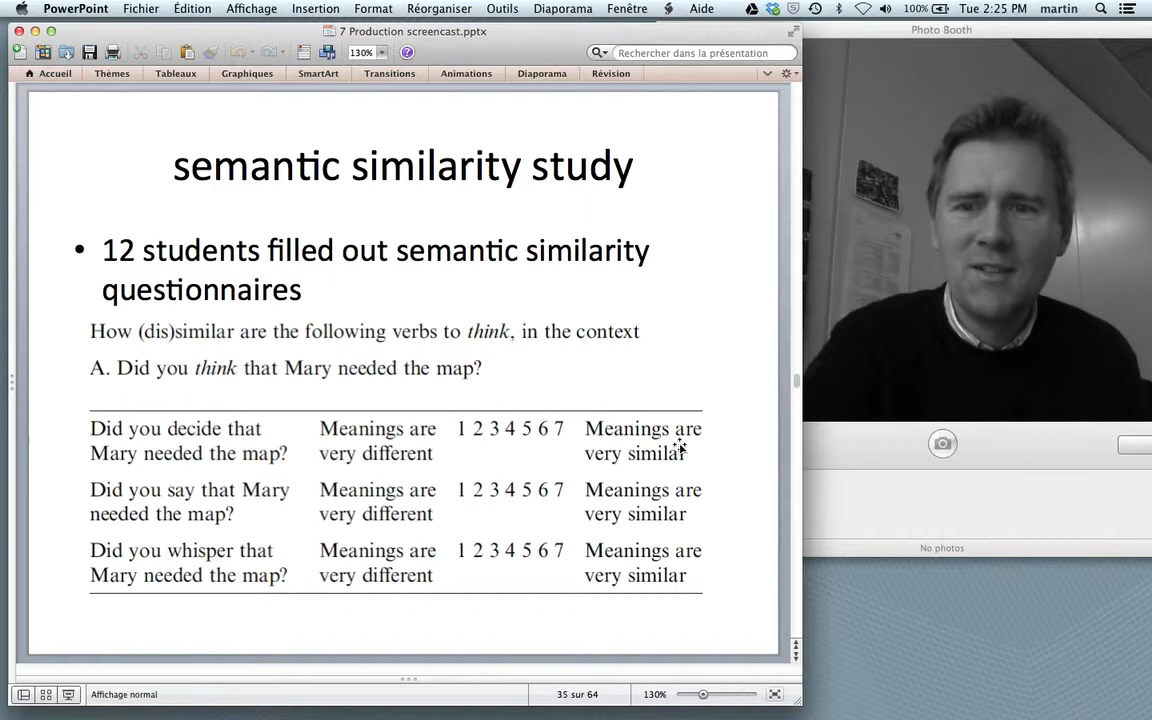 PowerPoint Fichier Édition Affichage Insertion Format Réorganiser Outils Diaporama Fenêtre Aide 100% Tue 2:25 PM martin
7 Production screencast.pptx
Photo Booth
130% Rechercher dans la présentation
Accueil Thèmes Tableaux Graphiques SmartArt Transitions Animations Diaporama Révision
semantic similarity study
• 12 students filled out semantic similarity
questionnaires
How (dis)similar are the following verbs to think, in the context
A. Did you think that Mary needed the map?
Did you decide that Meanings are 1 2 3 4 5 6 7 Meanings are
Mary needed the map? very different very similar
Did you say that Mary Meanings are 1 2 3 4 5 6 7 Meanings are
needed the map? very different very similar
Did you whisper that Meanings are 1 2 3 4 5 6 7 Meanings are
Mary needed the map? very different very similar
No photos
Affichage normal 35 sur 64 130%